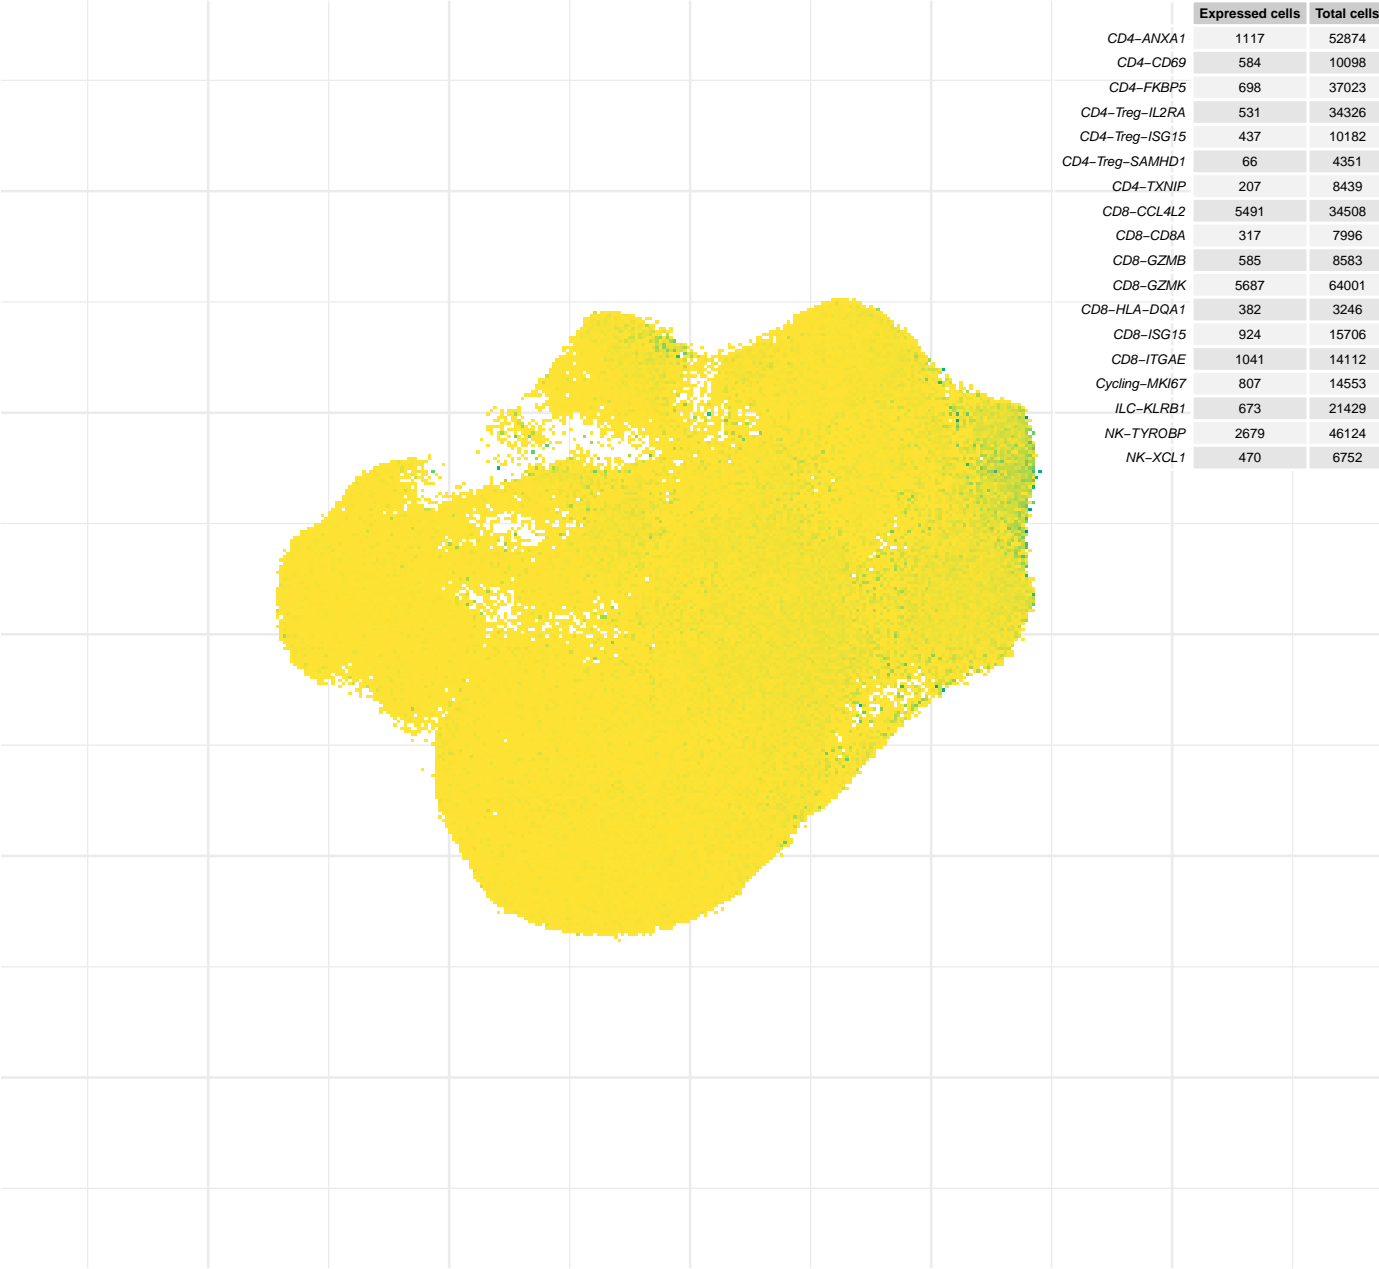 Expressed cells Total cells
CD4−ANXA1 1117 52874
CD4−CD69 584 10098
CD4−FKBP5 698 37023
CD4−Treg−IL2RA 531 34326
CD4−Treg−ISG15 437 10182
CD4−Treg−SAMHD1 66 4351
CD4−TXNIP 207 8439
CD8−CCL4L2 5491 34508
CD8−CD8A 317 7996
CD8−GZMB 585 8583
CD8−GZMK 5687 64001
CD8−HLA−DQA1 382 3246
CD8−ISG15 924 15706
CD8−ITGAE 1041 14112
Cycling−MKI67 807 14553
ILC−KLRB1 673 21429
NK−TYROBP 2679 46124
NK−XCL1 470 6752